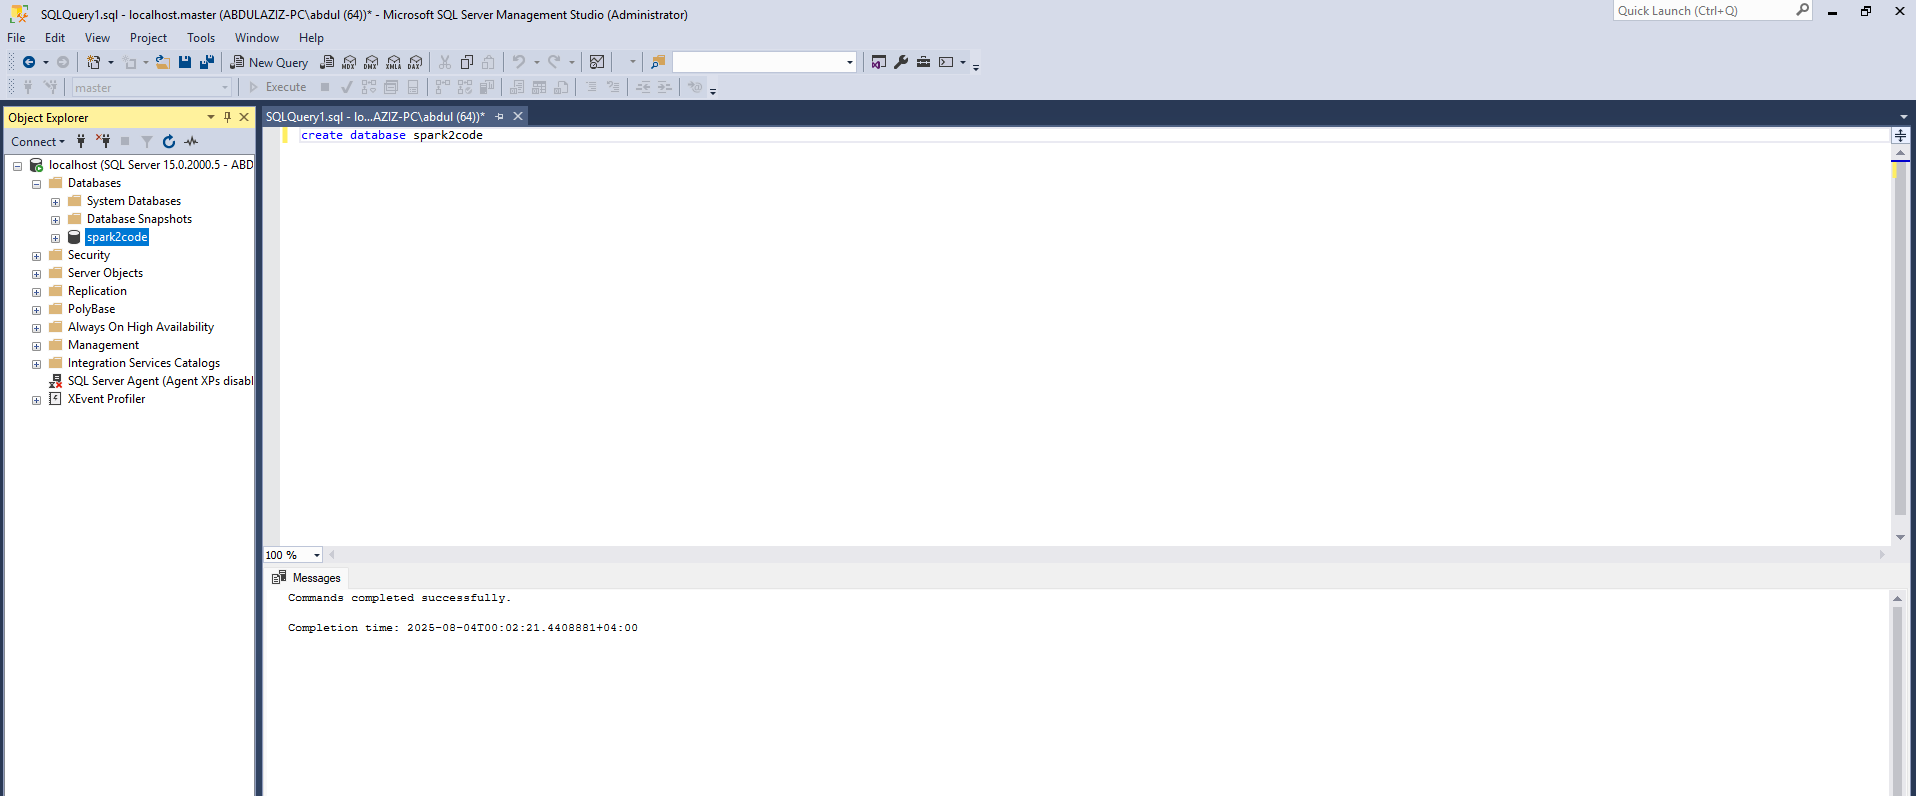 SQLQuery1.sql - localhost.master (ABDULAZIZ-PC\abdul (64))* - Microsoft SQL Server Management Studio (Administrator)
Quick Launch (Ctrl+Q)
File Edit View Project Tools Window Help
New Query MDX DMX XMLA DAX
master Execute
Object Explorer
SQLQuery1.sql - lo...AZIZ-PC\abdul (64))*
Connect
create database spark2code
localhost (SQL Server 15.0.2000.5 - ABD
Databases
System Databases
Database Snapshots
spark2code
Security
Server Objects
Replication
PolyBase
Always On High Availability
Management
Integration Services Catalogs
SQL Server Agent (Agent XPs disabl
XEvent Profiler
100 %
Messages
Commands completed successfully.
Completion time: 2025-08-04T00:02:21.4408881+04:00